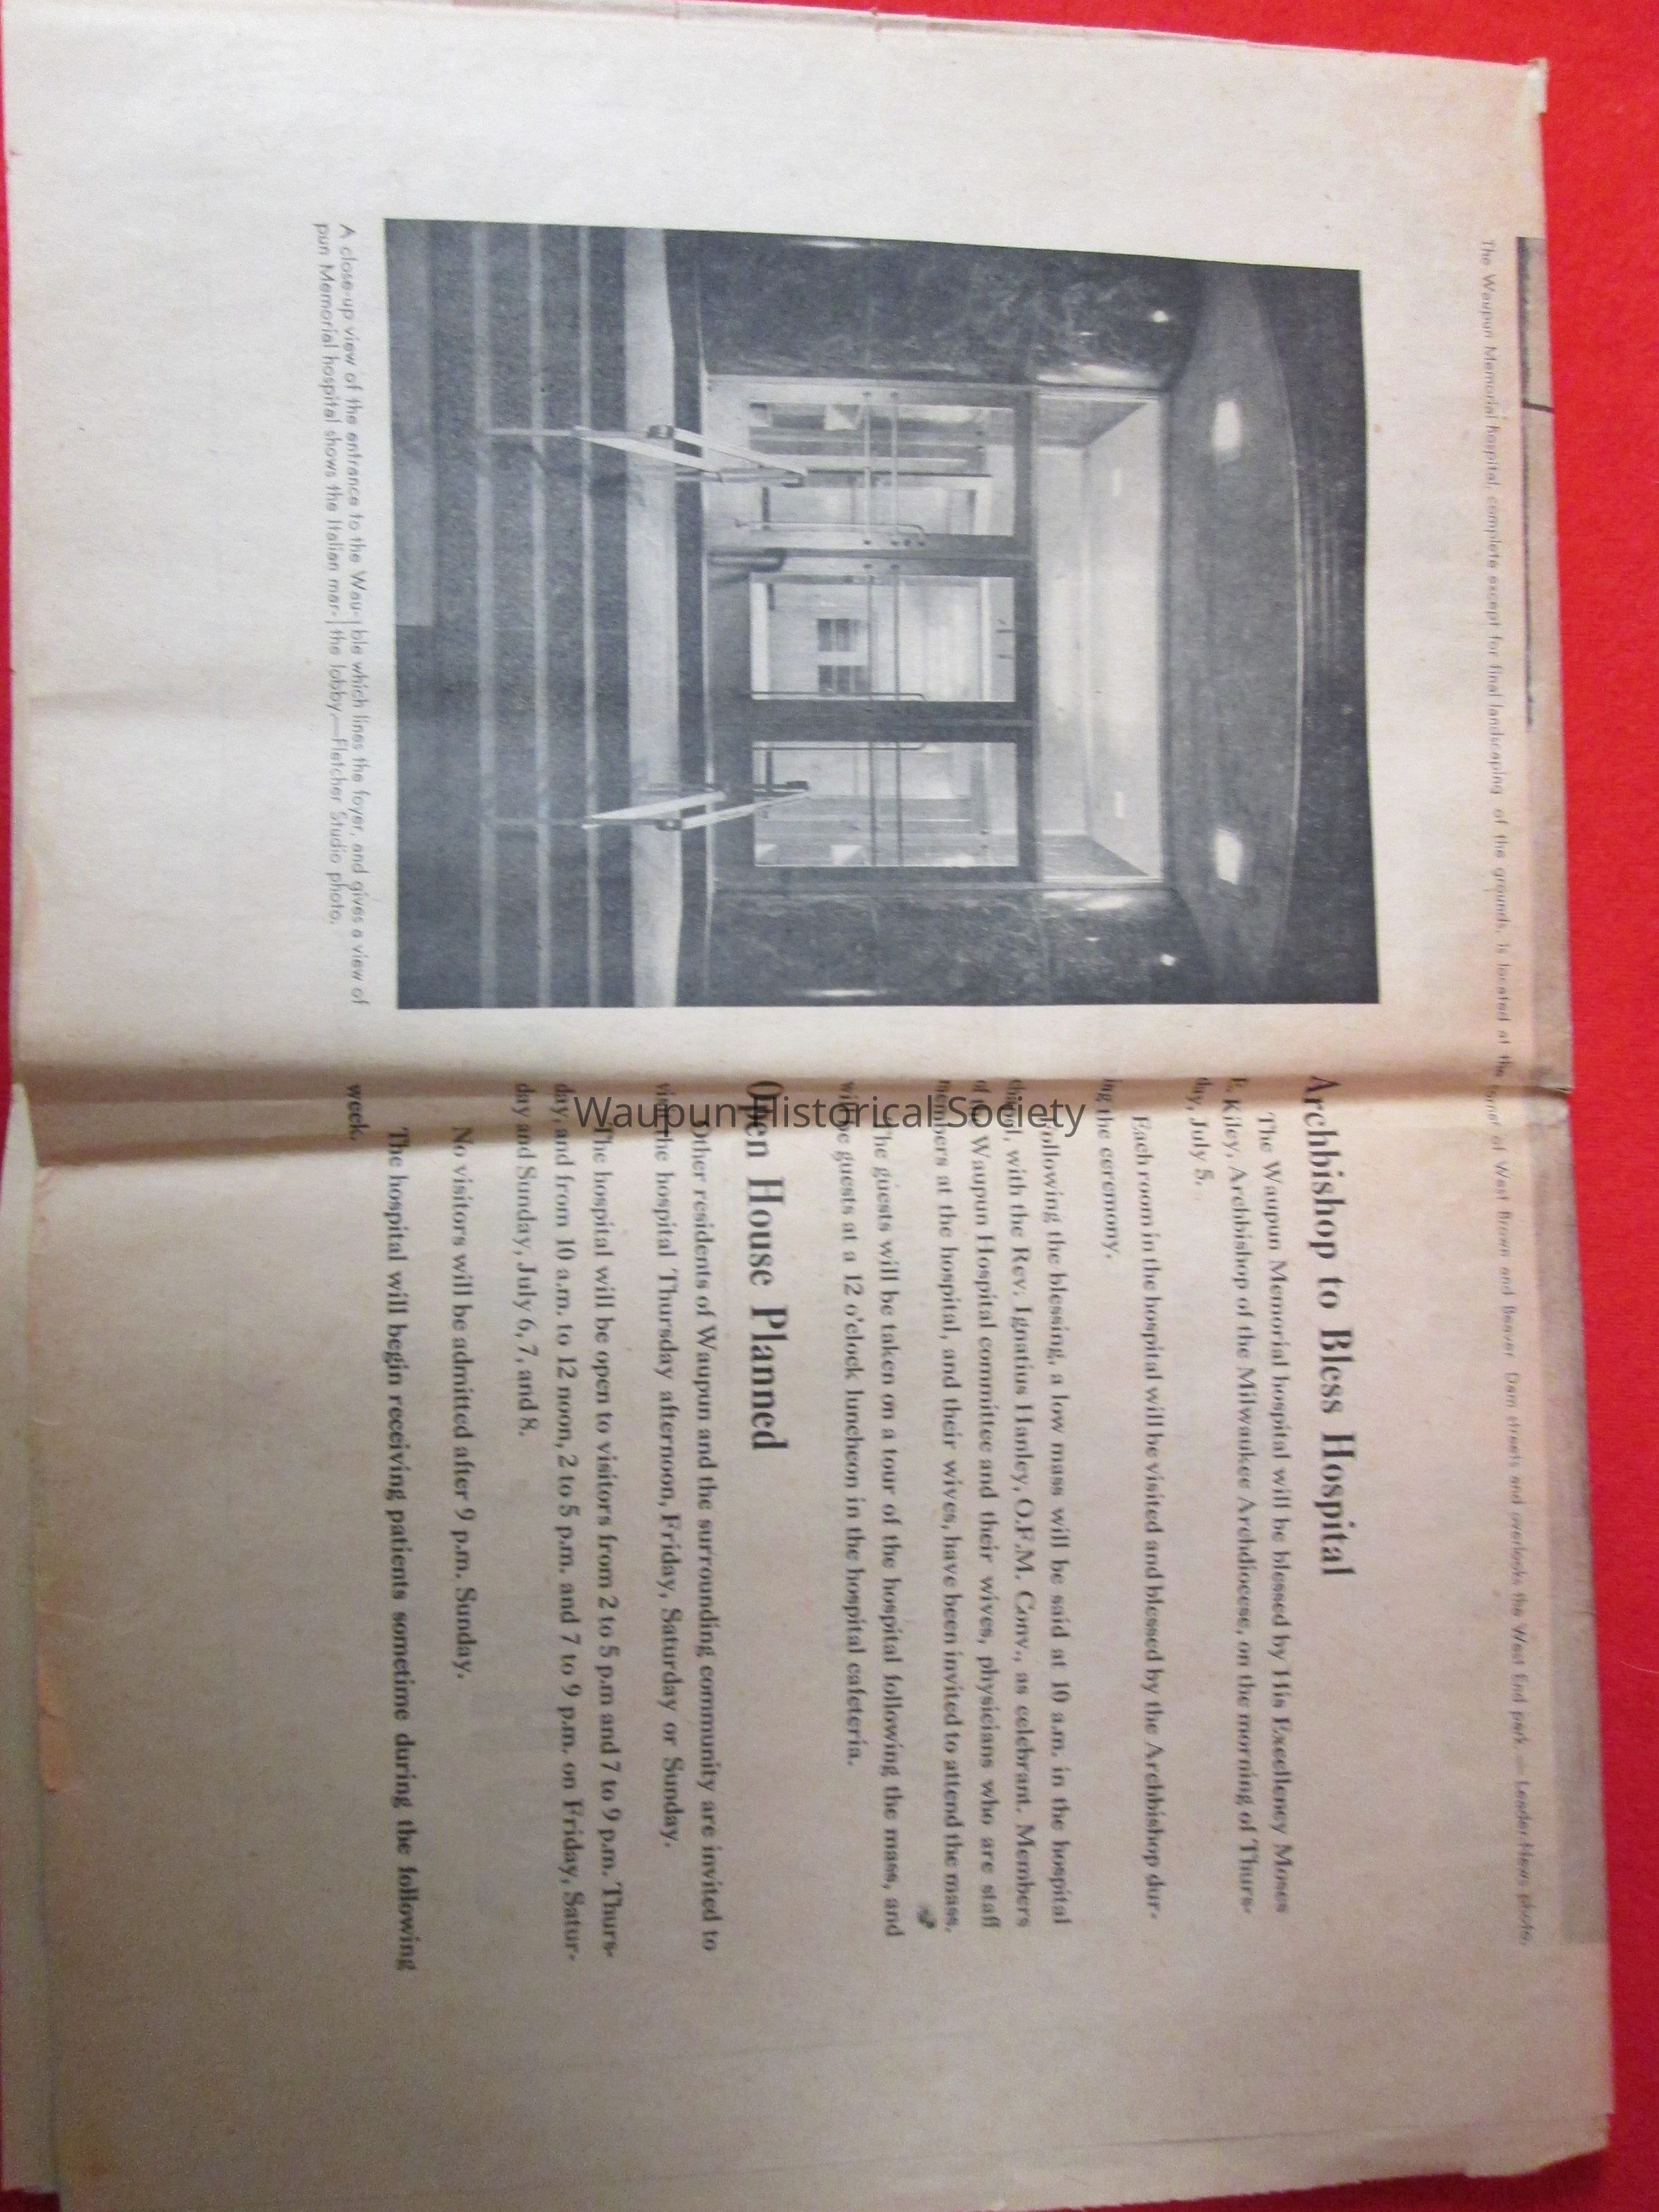 The Waupun Memorial hospital, complete except for final landscaping of the grounds, is located at the corner of West Brown and Beaver Dam streets and overlooks the West End park.—Leader-News photo.
A close-up view of the entrance to the Wau-
pun Memorial hospital shows the Italian mar-
ble which lines the foyer, and gives a view of
the lobby.—Fletcher Studio photo.
Archbishop to Bless Hospital
The Waupun Memorial hospital will be blessed by His Excellency Moses
E. Kiley, Archbishop of the Milwaukee Archdiocese, on the morning of Thurs-
day, July 5.
Each room in the hospital will be visited and blessed by the Archbishop dur-
ing the ceremony.
Following the blessing, a low mass will be said at 10 a.m. in the hospital
chapel, with the Rev. Ignatius Hanley, O.F.M. Conv., as celebrant. Members
of the Waupun Hospital committee and their wives, physicians who are staff
members at the hospital, and their wives, have been invited to attend the mass.
The guests will be taken on a tour of the hospital following the mass, and
will be guests at a 12 o'clock luncheon in the hospital cafeteria.
Open House Planned
Other residents of Waupun and the surrounding community are invited to
visit the hospital Thursday afternoon, Friday, Saturday or Sunday.
The hospital will be open to visitors from 2 to 5 p.m and 7 to 9 p.m. Thurs-
day, and from 10 a.m. to 12 noon, 2 to 5 p.m. and 7 to 9 p.m. on Friday, Satur-
day and Sunday, July 6, 7, and 8.
No visitors will be admitted after 9 p.m. Sunday.
The hospital will begin receiving patients sometime during the following
week.
Waupun Historical Society